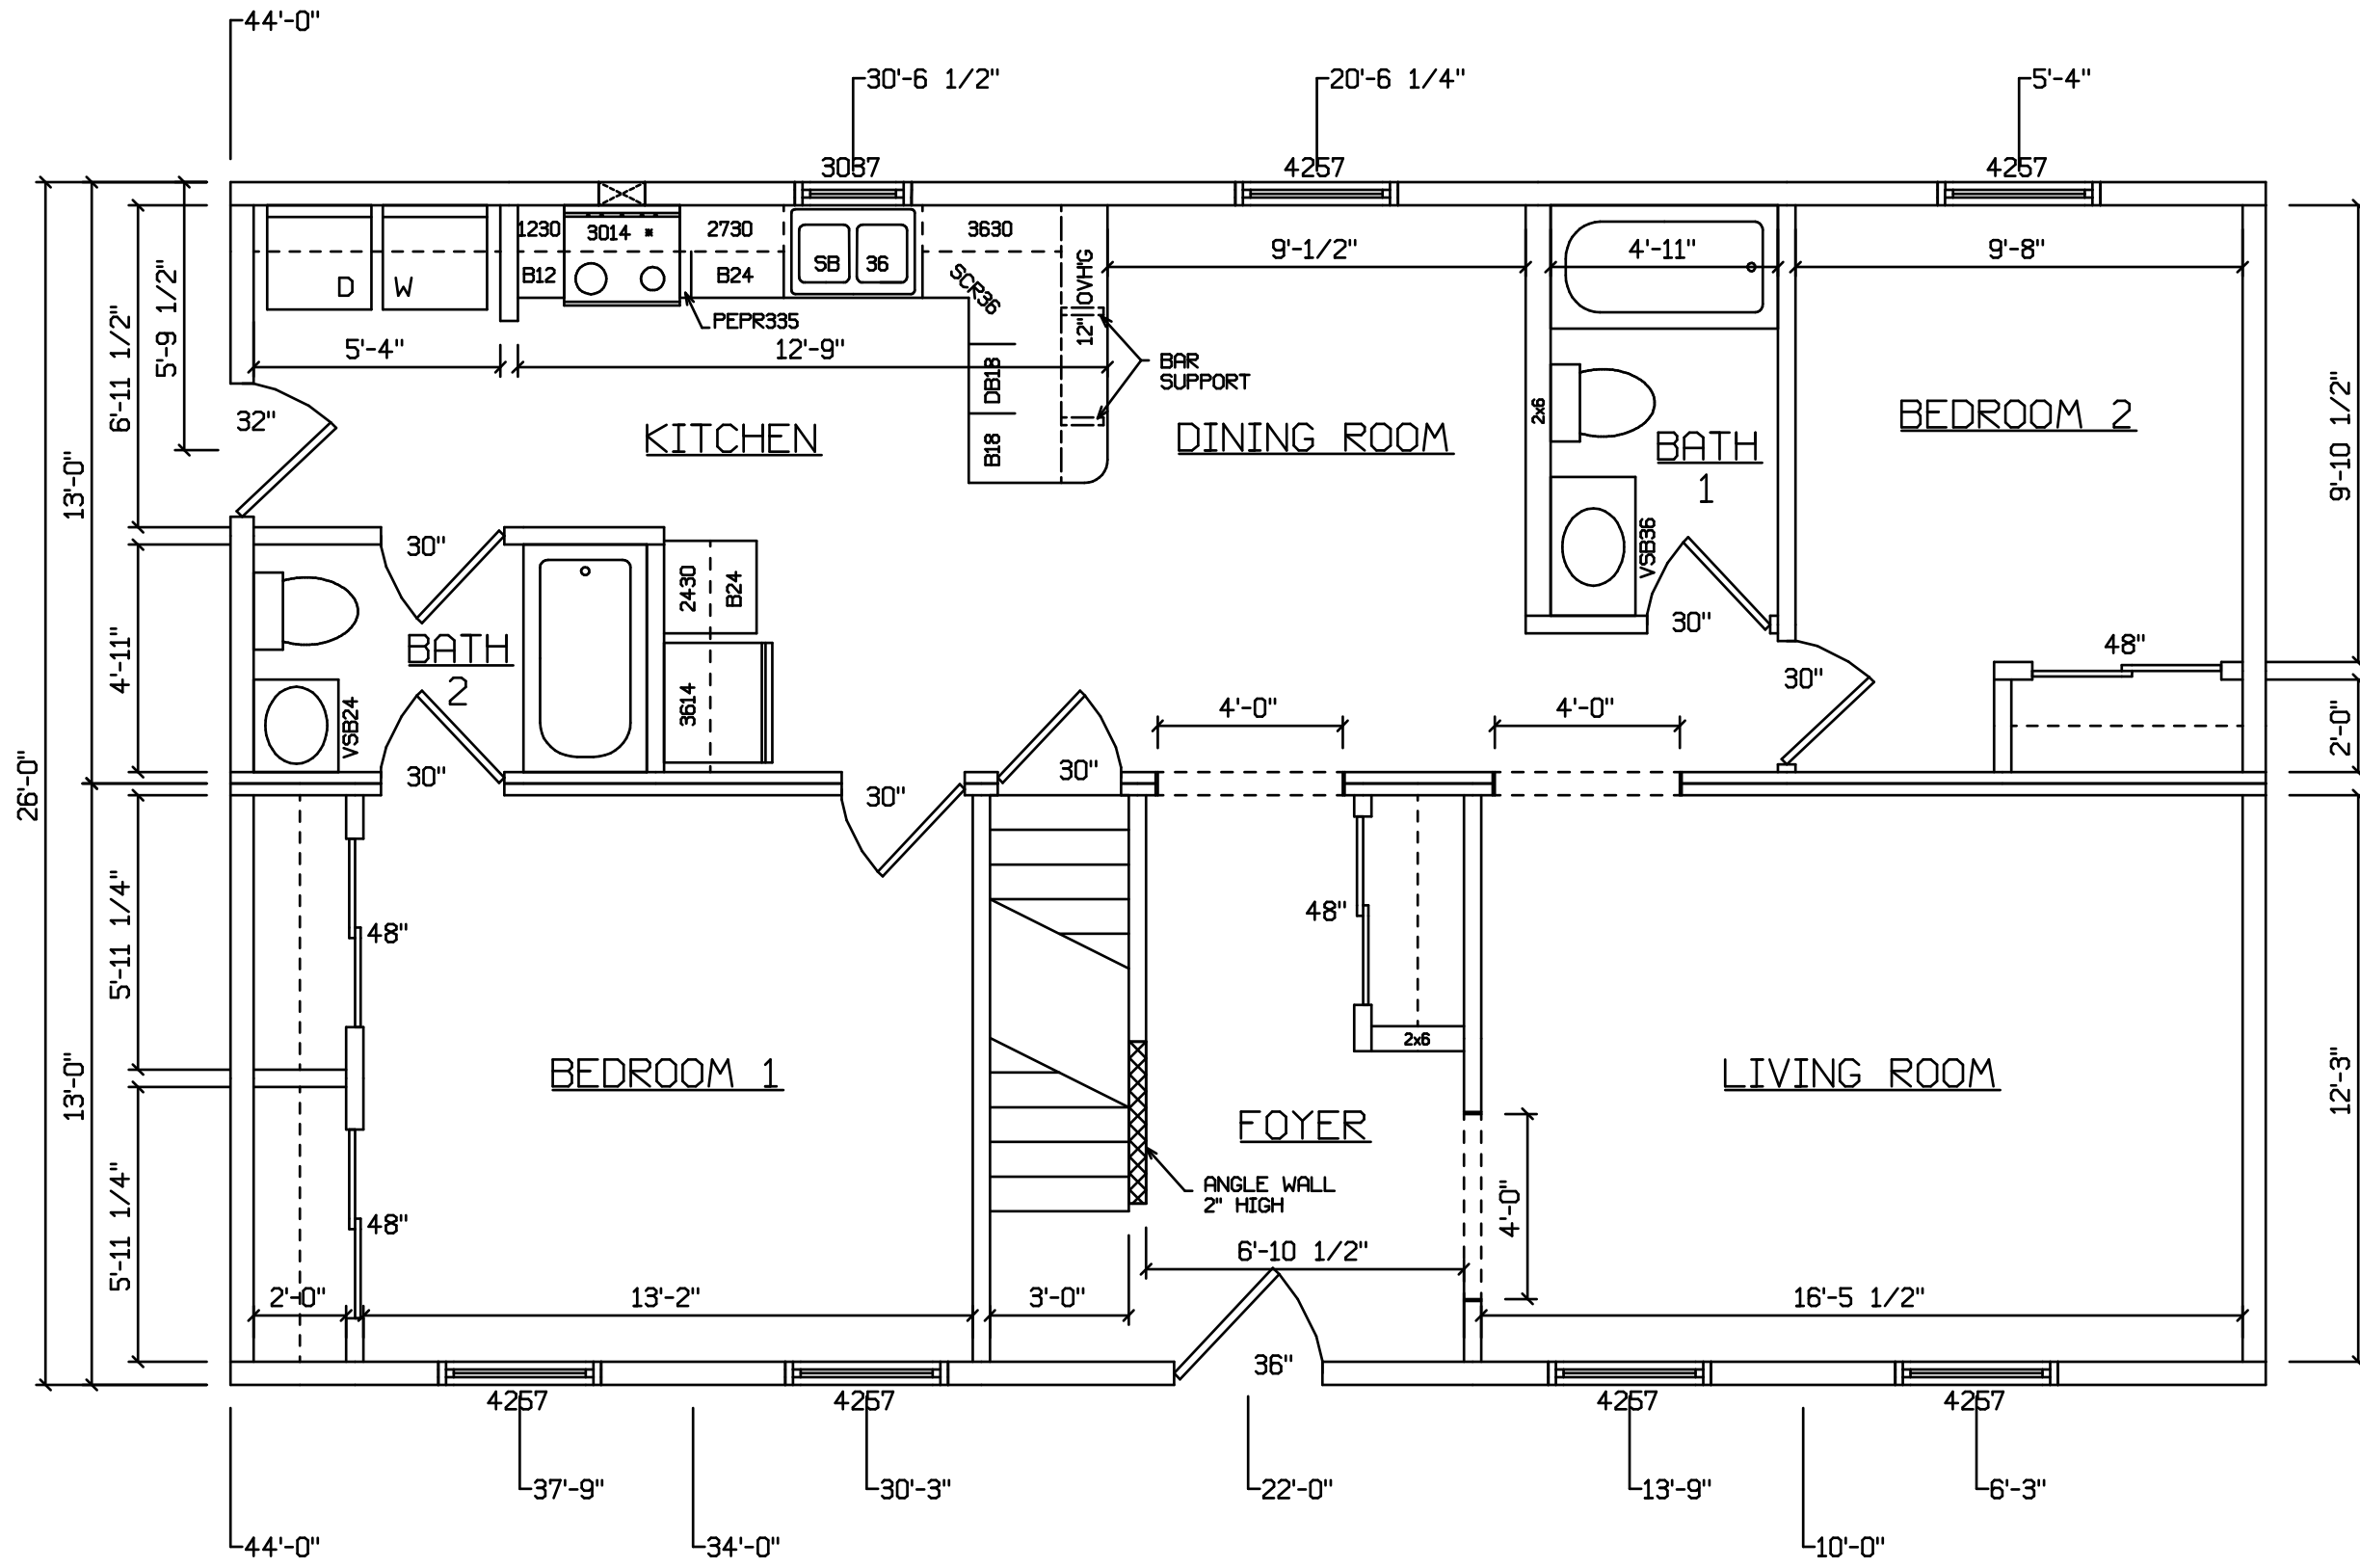 44'-0"
30'-6 1/2"
20'-6 1/4"
5'-4"
3037
4257
4257
1230
3014 *
2730
3630
9'-1/2"
4'-11"
9'-8"
D
W
B12
B24
SB
36
SCR36
12" OVH'G
5'-9 1/2"
6'-11 1/2"
PEPR335
5'-4"
12'-9"
BAR
SUPPORT
DB18
B18
32"
KITCHEN
DINING ROOM
2x6
BATH
1
BEDROOM 2
9'-10 1/2"
13'-0"
30"
VSB36
2430
B24
30"
BATH
2
4'-11"
48"
30"
3614
VSB24
4'-0"
4'-0"
2'-0"
26'-0"
30"
30"
30"
48"
5'-11 1/4"
48"
2x6
13'-0"
BEDROOM 1
LIVING ROOM
12'-3"
FOYER
ANGLE WALL
2" HIGH
4'-0"
5'-11 1/4"
48"
6'-10 1/2"
2'-0"
13'-2"
3'-0"
16'-5 1/2"
36"
4257
4257
4257
4257
37'-9"
30'-3"
22'-0"
13'-9"
6'-3"
44'-0"
34'-0"
10'-0"